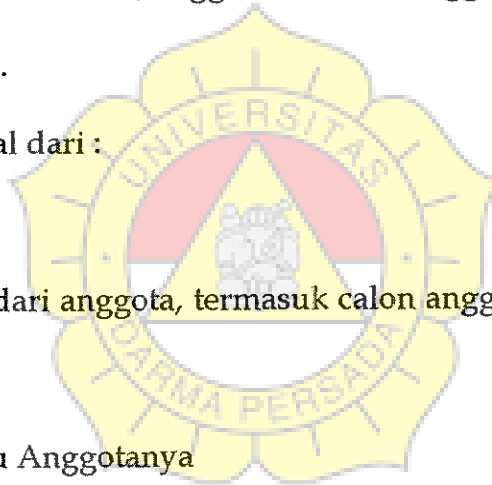 .
al dari :
dari anggota, termasuk calon angg
u Anggotanya
UNIVERSITAS
DARMA PERSADA